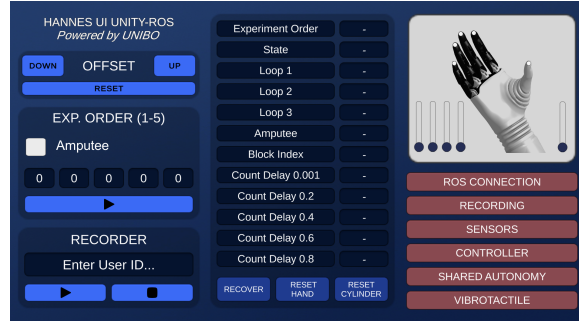 HANNES UI UNITY-ROS
Powered by UNIBO
DOWN OFFSET UP
RESET
EXP. ORDER (1-5)
Amputee
0 0 0 0 0
RECORDER
Enter User ID...
Experiment Order -
State -
Loop 1 -
Loop 2 -
Loop 3 -
Amputee -
Block Index -
Count Delay 0.001 -
Count Delay 0.2 -
Count Delay 0.4 -
Count Delay 0.6 -
Count Delay 0.8 -
RECOVER
RESET
HAND
RESET
CYLINDER
ROS CONNECTION
RECORDING
SENSORS
CONTROLLER
SHARED AUTONOMY
VIBROTACTILE